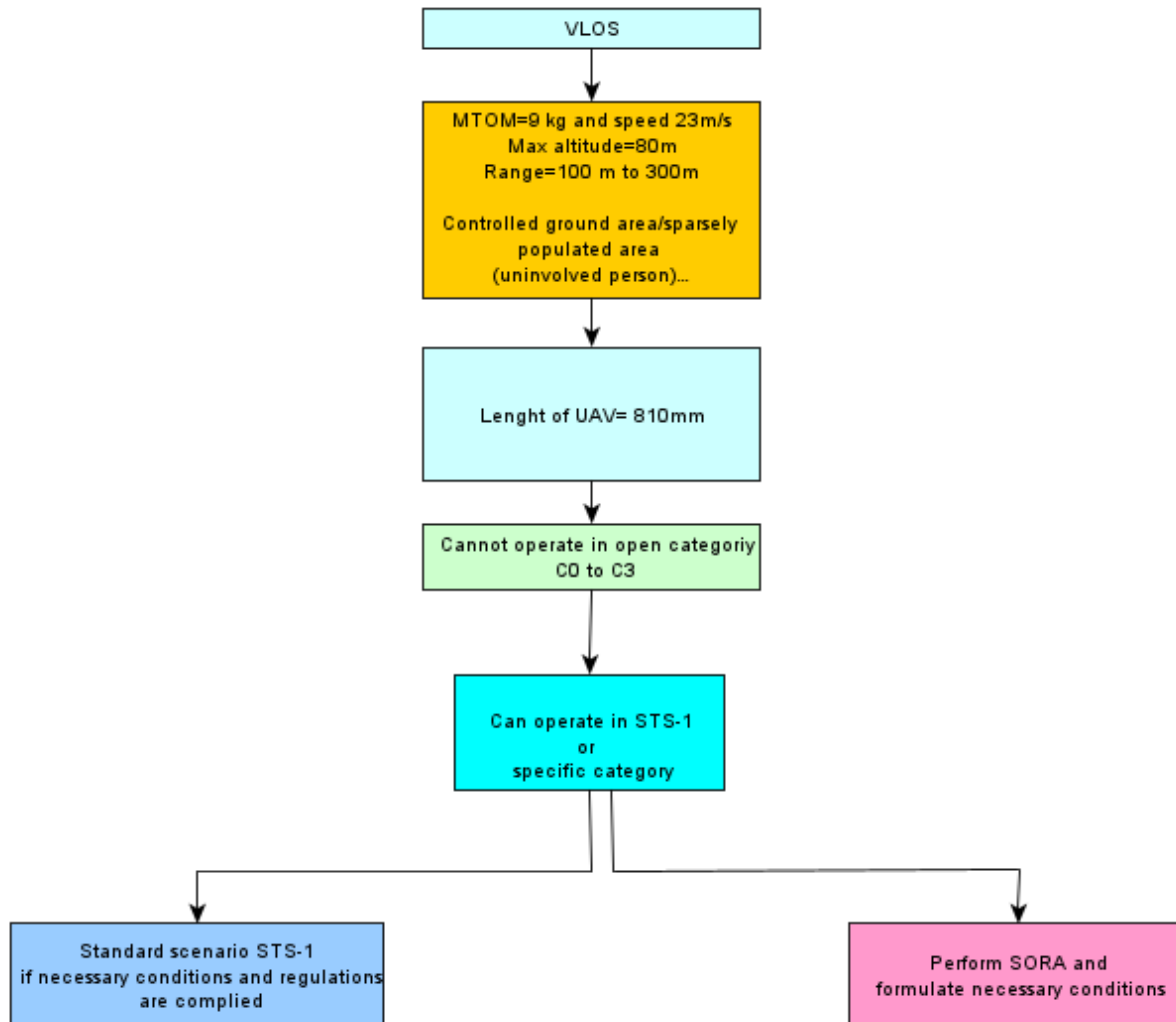 VLOS
MTOM=9 kg and speed 23m/s
Max altitude=80m
Range=100 m to 300m
Controlled ground area/sparsely
populated area
(uninvolved person)...
Lenght of UAV= 810mm
Cannot operate in open categoriy
C0 to C3
Can operate in STS-1
or
specific category
Standard scenario STS-1
if necessary conditions and regulations
are complied
Perform SORA and
formulate necessary conditions